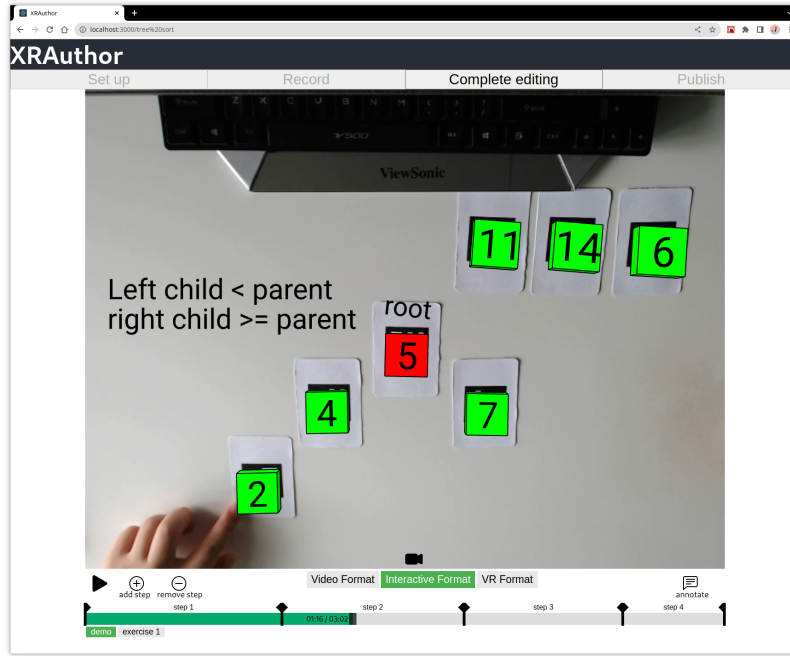 XRAuthor
localhost:3000/tree%20sort
XRAuthor
Set up
Record
Complete editing
Publish
Z X C V B N M
V500
ViewSonic
11
14
6
Left child < parent
right child >= parent
root
5
4
7
2
add step
remove step
Video Format
Interactive Format
VR Format
annotate
step 1
step 2
step 3
step 4
01:16 / 03:02
demo
exercise 1